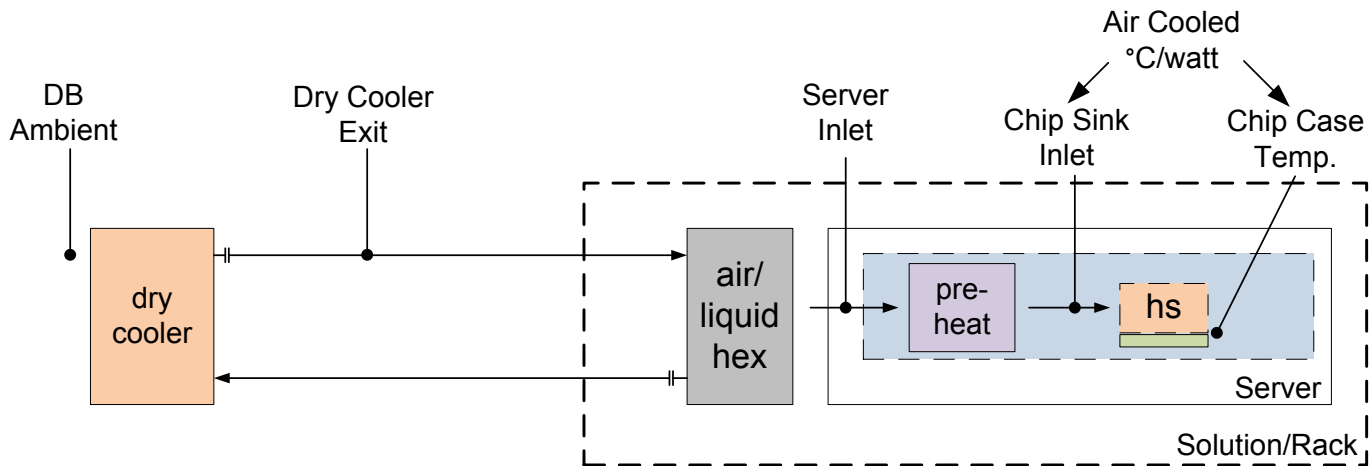 Air Cooled
°C/watt
DB
Ambient
Dry Cooler
Exit
Server
Inlet
Chip Sink
Inlet
Chip Case
Temp.
dry
cooler
air/
liquid
hex
pre-
heat
hs
Server
Solution/Rack